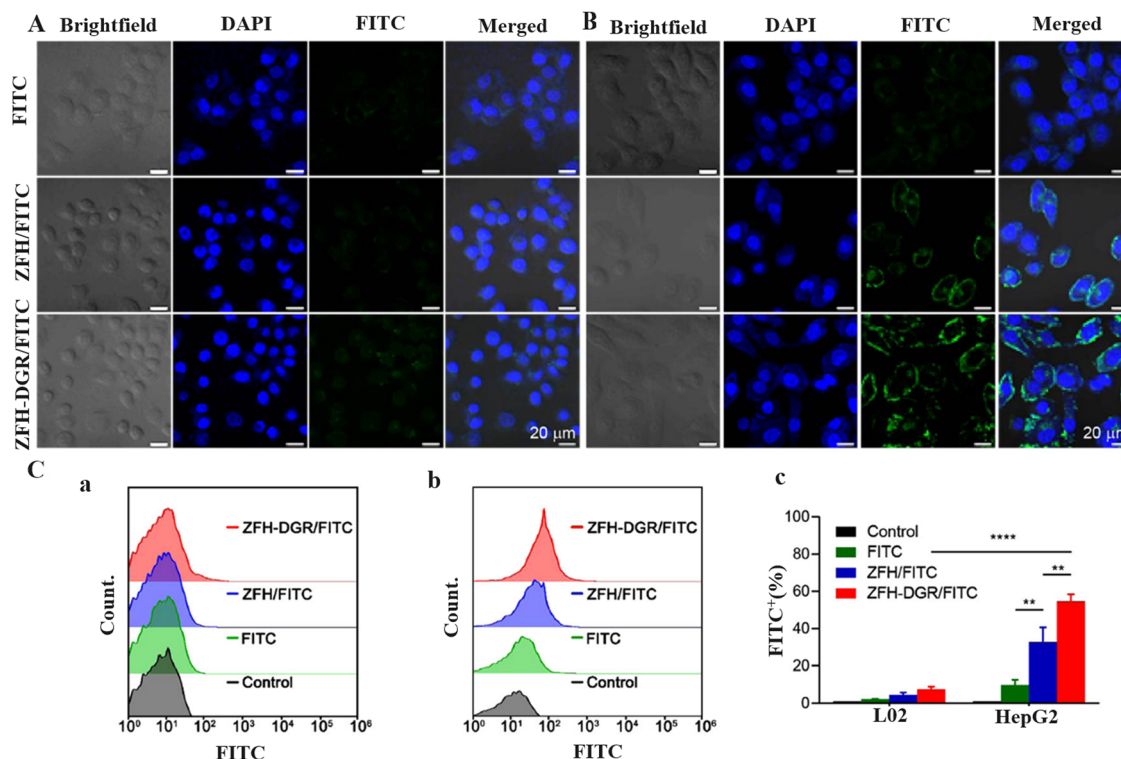 A Brightfield DAPI FITC Merged B Brightfield DAPI FITC Merged
FITC
ZFH/FITC
ZFH-DGR/FITC
20 μm 20 μm
C
a
ZFH-DGR/FITC
ZFH/FITC
FITC
Control
Count.
10⁰ 10¹ 10² 10³ 10⁴ 10⁵ 10⁶
FITC
b
ZFH-DGR/FITC
ZFH/FITC
FITC
Control
Count.
10⁰ 10¹ 10² 10³ 10⁴ 10⁵ 10⁶
FITC
c
Control
FITC
ZFH/FITC
ZFH-DGR/FITC
****
**
**
FITC⁺(%)
100
80
60
40
20
0
L02 HepG2